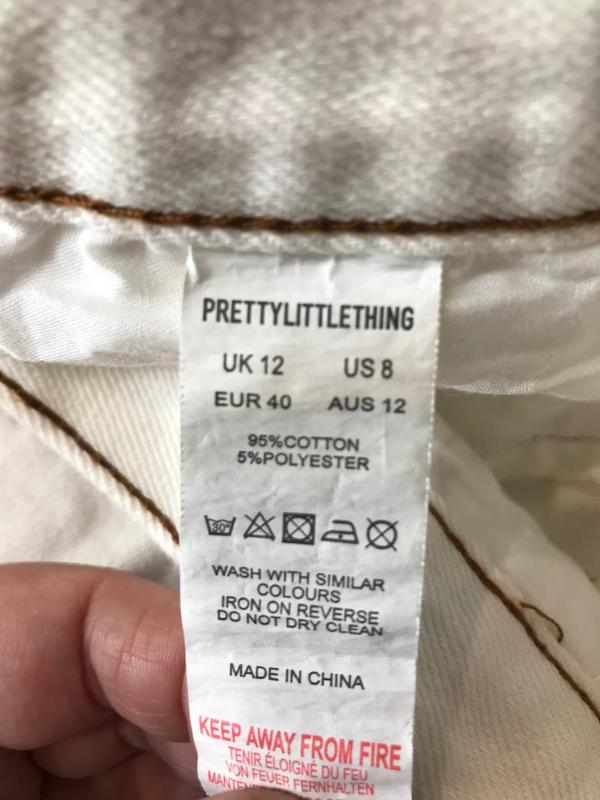 PRETTYLITTLETHING
UK 12 US 8
EUR 40 AUS 12
95%COTTON
5%POLYESTER
30°
WASH WITH SIMILAR
COLOURS
IRON ON REVERSE
DO NOT DRY CLEAN
MADE IN CHINA
KEEP AWAY FROM FIRE
TENIR ÉLOIGNÉ DU FEU
VON FEUER FERNHALTEN